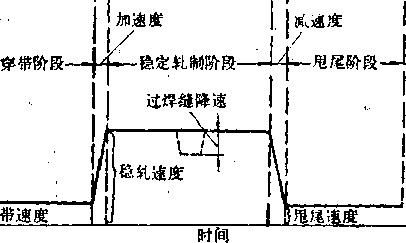 加速度
减速度
穿带阶段
稳定轧制阶段
甩尾阶段
过焊缝降速
稳轧速度
带速度
甩尾速度
时间